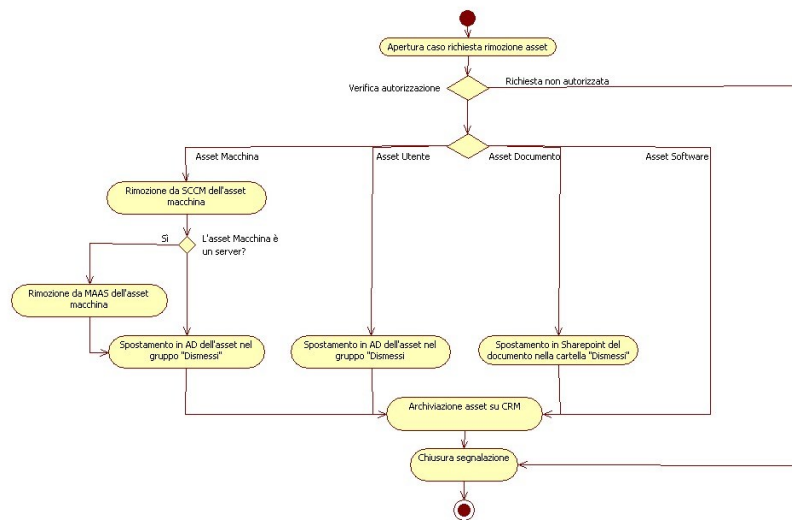 Apertura caso richiesta rimozione asset
Verifica autorizzazione
Richiesta non autorizzata
Asset Macchina
Asset Utente
Asset Documento
Asset Software
Rimozione da SCCM dell'asset
macchina
Sì
L'asset Macchina è
un server?
Rimozione da MAAS dell'asset
macchina
Spostamento in AD dell'asset nel
gruppo "Dismessi"
Spostamento in AD dell'asset nel
gruppo "Dismessi
Spostamento in Sharepoint del
documento nella cartella "Dismessi"
Archiviazione asset su CRM
Chiusura segnalazione